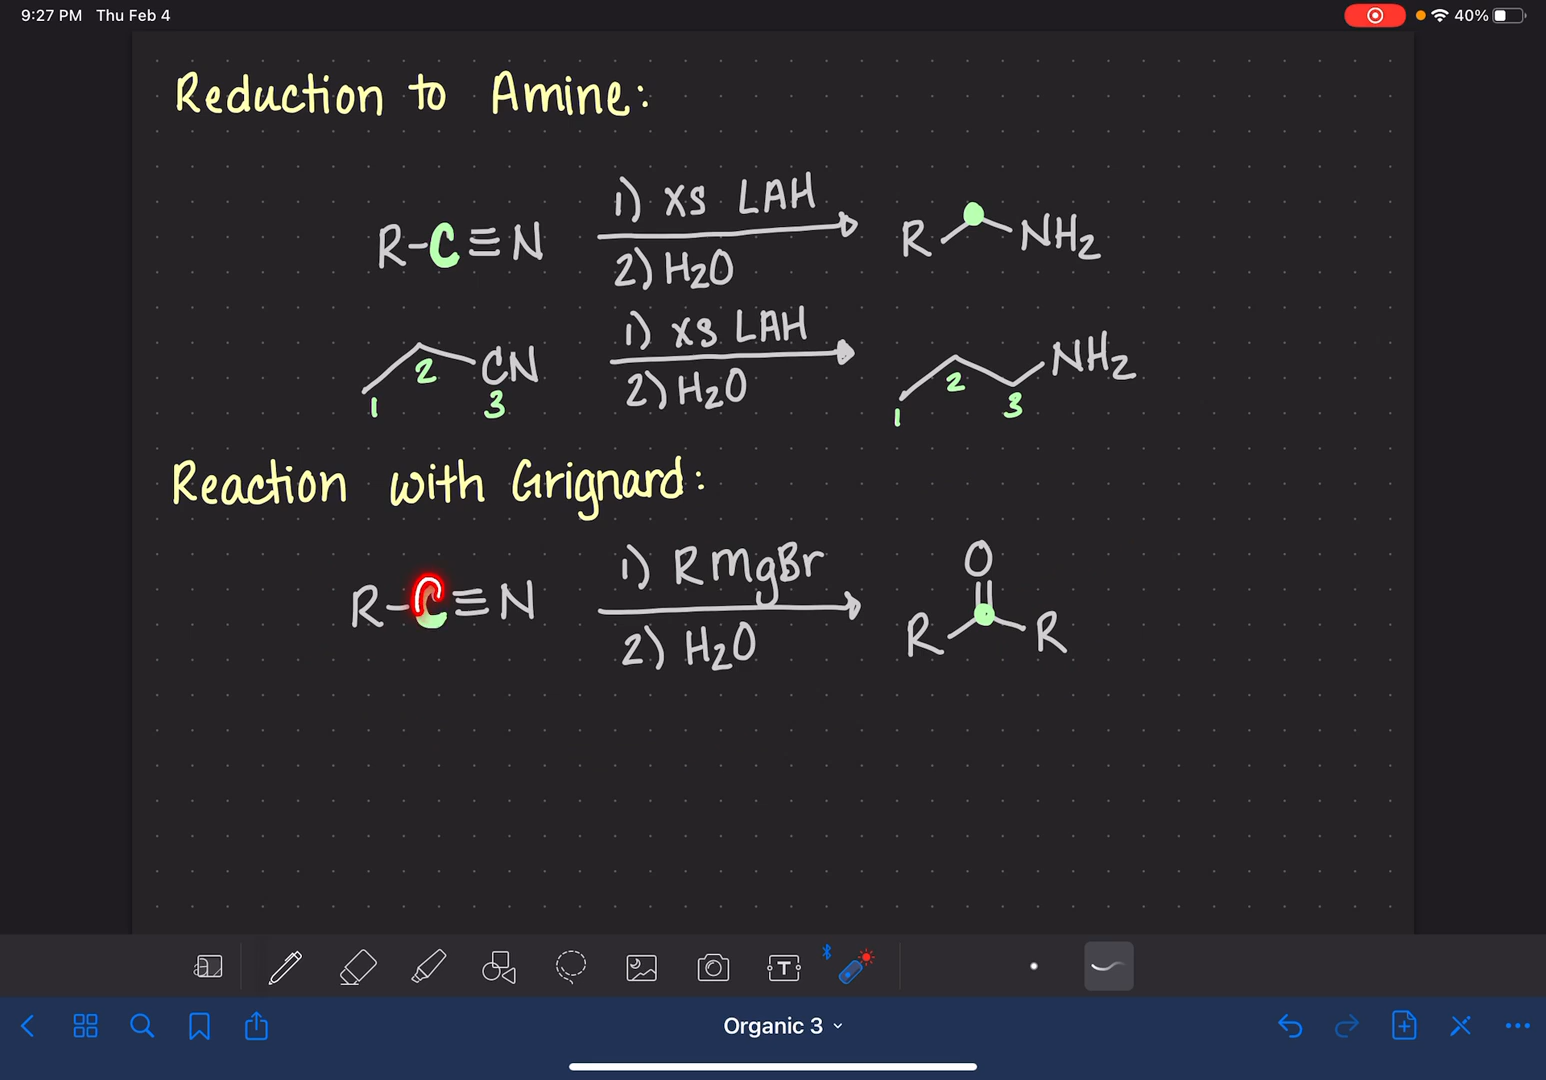 9:27 PM Thu Feb 4
40%
Reduction to Amine:
R-C≡N 1) XS LAH R NH2
2) H2O
CN 1) XS LAH NH2
1 2 3 2) H2O 1 2 3
Reaction with Grignard:
O
R-C≡N 1) RMgBr R R
2) H2O
T
Organic 3